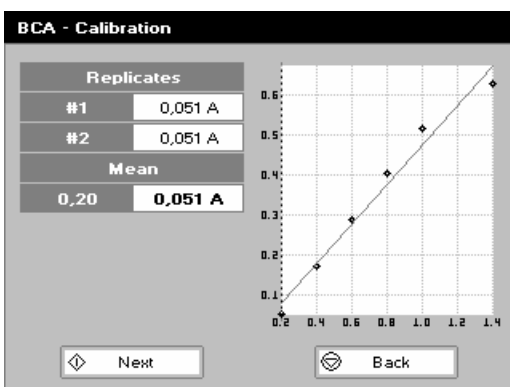 BCA - Calibration
Replicates
#1 0,051 A
#2 0,051 A
Mean
0,20 0,051 A
0.6
0.5
0.4
0.3
0.2
0.1
0.2 0.4 0.6 0.8 1.0 1.2 1.4
Next Back